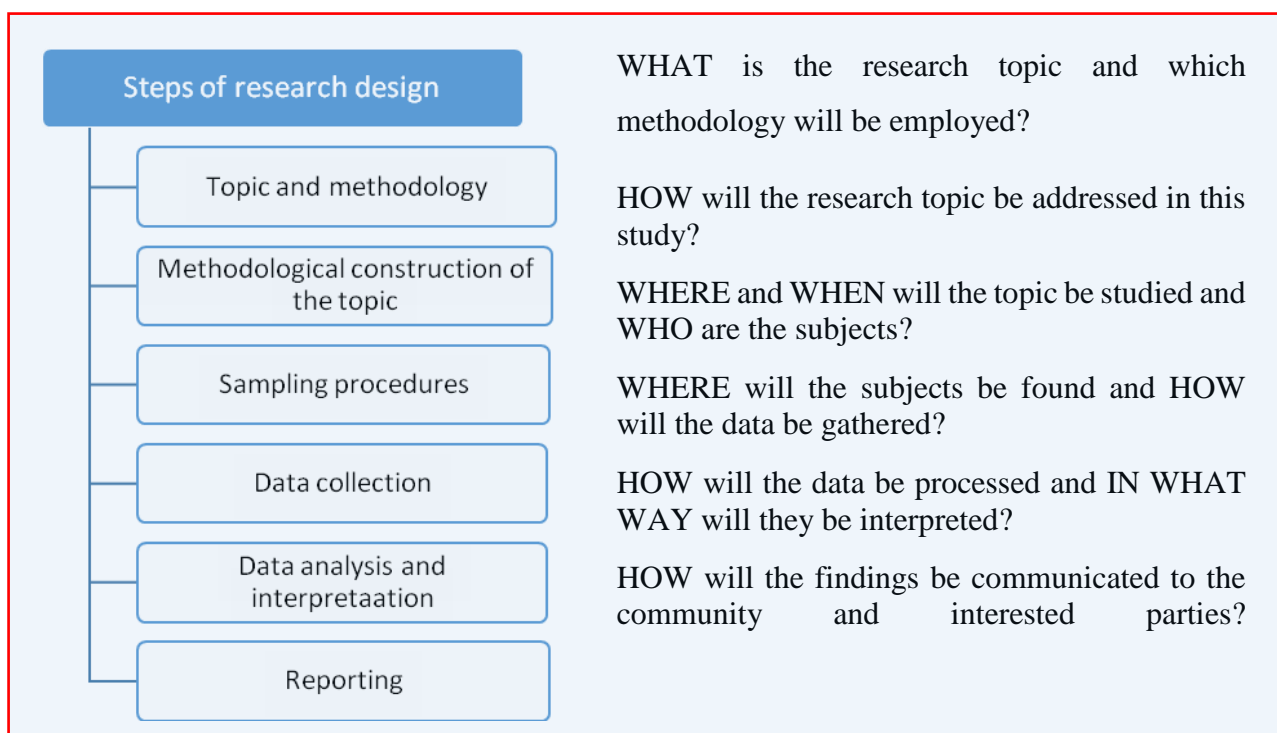 Steps of research design
Topic and methodology
Methodological construction of
the topic
Sampling procedures
Data collection
Data analysis and
interpretaation
Reporting
WHAT is the research topic and which
methodology will be employed?
HOW will the research topic be addressed in this
study?
WHERE and WHEN will the topic be studied and
WHO are the subjects?
WHERE will the subjects be found and HOW
will the data be gathered?
HOW will the data be processed and IN WHAT
WAY will they be interpreted?
HOW will the findings be communicated to the
community and interested parties?